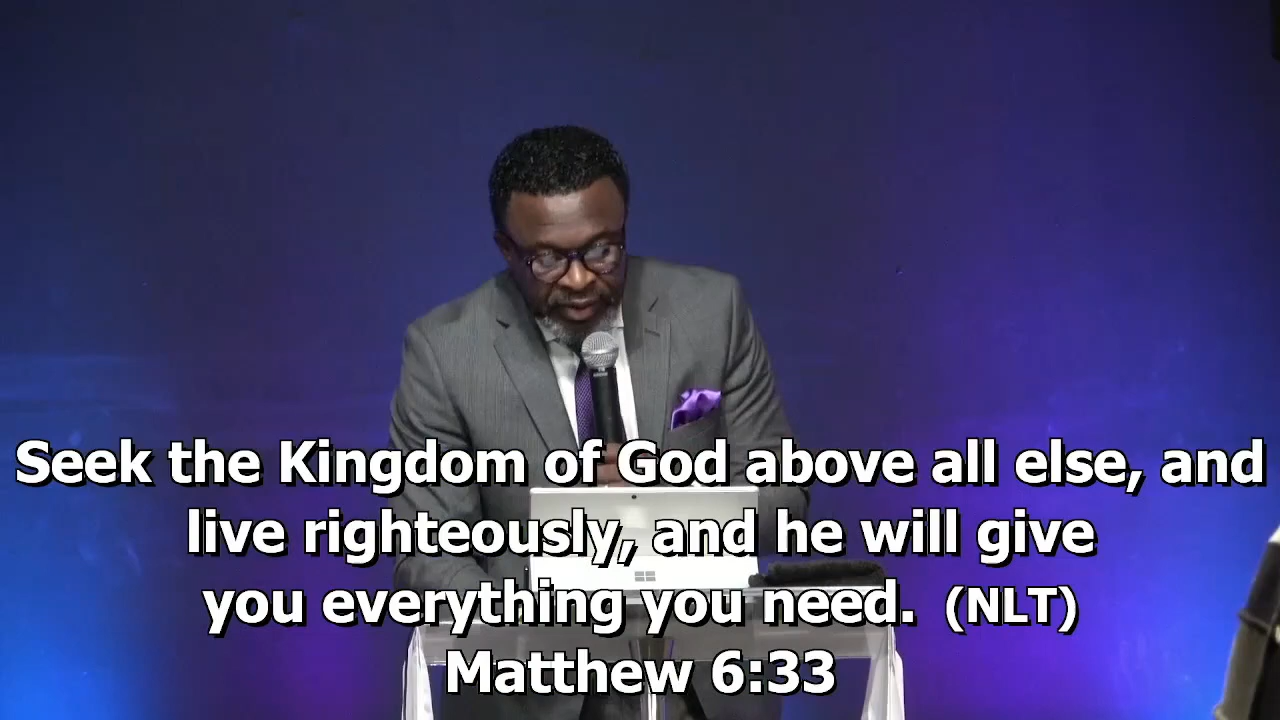 Seek the Kingdom of God above all else, and
live righteously, and he will give
you everything you need. (NLT)
Matthew 6:33